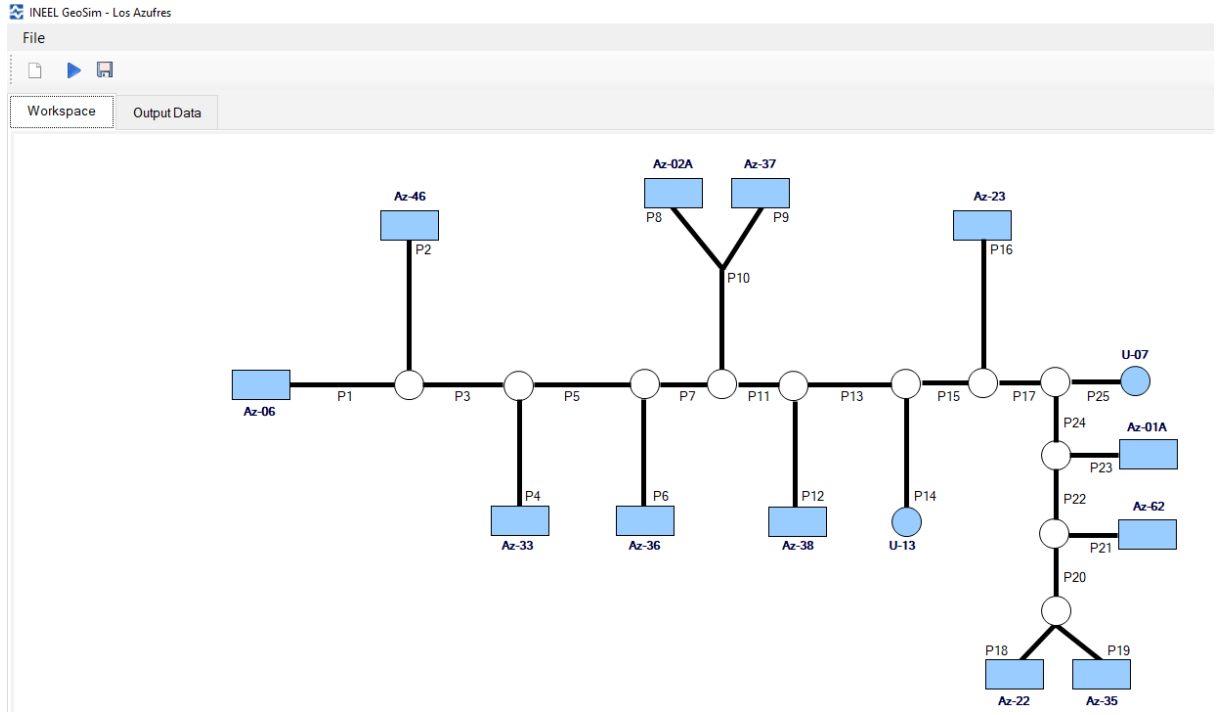 INEEL GeoSim - Los Azufres
File
Workspace
Output Data
Az-02A
Az-37
Az-46
Az-23
P8
P9
P2
P16
P10
U-07
P1
P3
P5
P7
P11
P13
P15
P17
P25
Az-06
P24
Az-01A
P23
P4
P6
P12
P14
P22
Az-62
Az-33
Az-36
Az-38
U-13
P21
P20
P18
P19
Az-22
Az-35